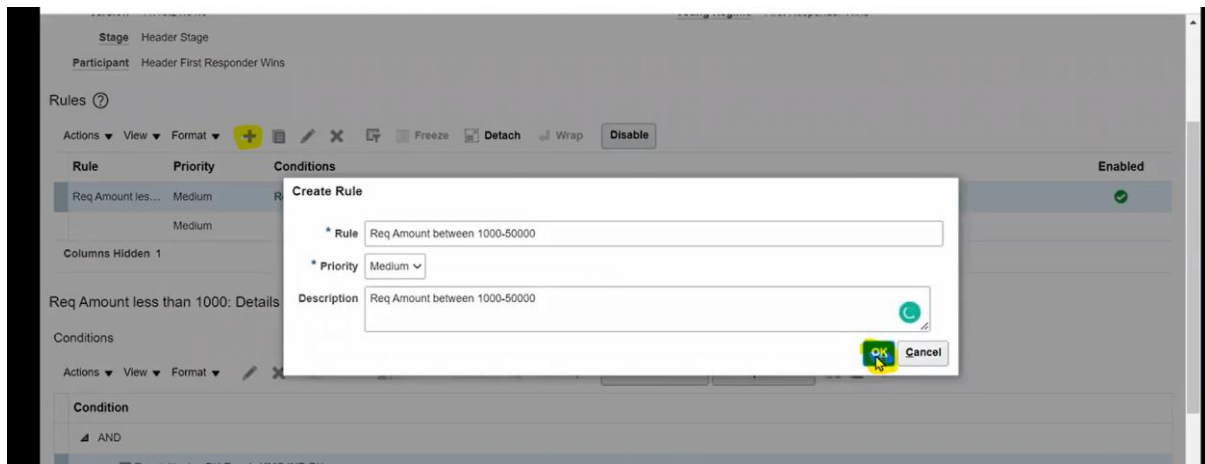 Stage Header Stage
Participant Header First Responder Wins
Rules
Actions View Format Freeze Detach Wrap Disable
Rule Priority Conditions Enabled
Req Amount les... Medium
Medium
Columns Hidden 1
Create Rule
* Rule Req Amount between 1000-50000
* Priority Medium
Description Req Amount between 1000-50000
OK Cancel
Req Amount less than 1000: Details
Conditions
Actions View Format
Condition
AND